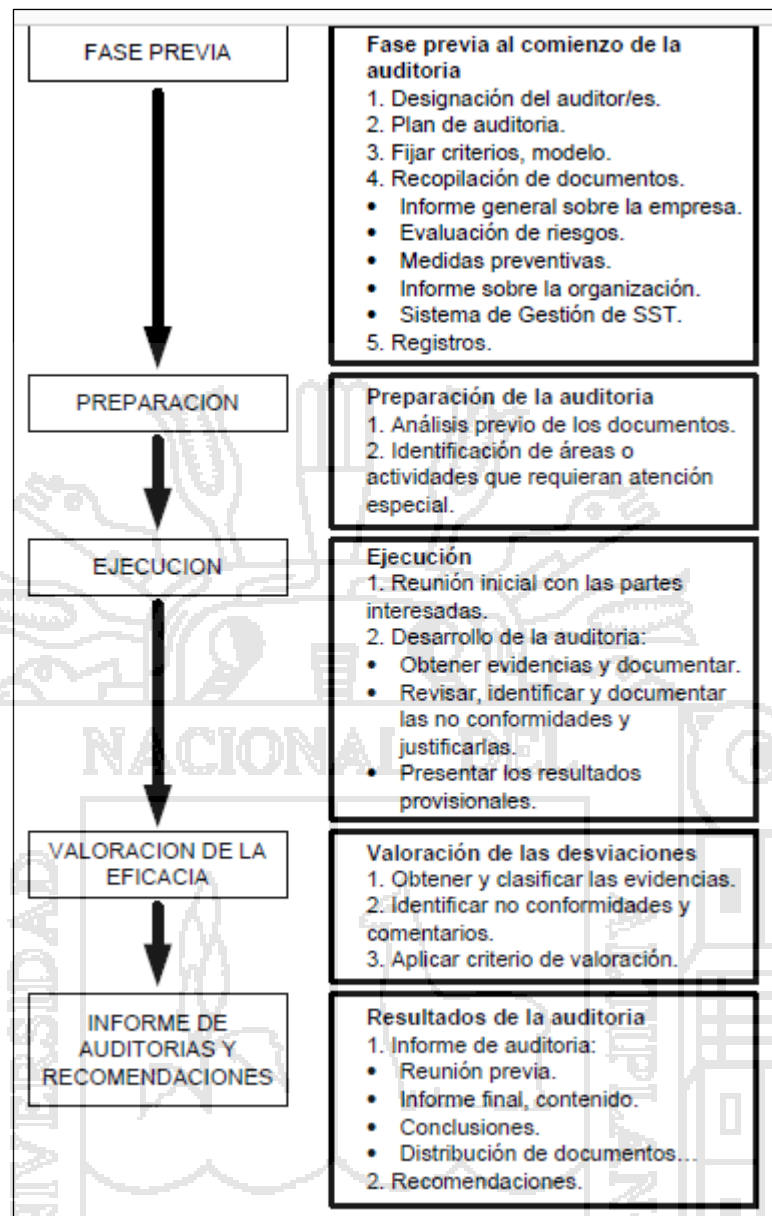 FASE PREVIA
Fase previa al comienzo de la
auditoria
1. Designación del auditor/es.
2. Plan de auditoria.
3. Fijar criterios, modelo.
4. Recopilación de documentos.
• Informe general sobre la empresa.
• Evaluación de riesgos.
• Medidas preventivas.
• Informe sobre la organización.
• Sistema de Gestión de SST.
5. Registros.
PREPARACION
Preparación de la auditoria
1. Análisis previo de los documentos.
2. Identificación de áreas o
actividades que requieran atención
especial.
EJECUCION
Ejecución
1. Reunión inicial con las partes
interesadas.
2. Desarrollo de la auditoria:
• Obtener evidencias y documentar.
• Revisar, identificar y documentar
las no conformidades y
justificarlas.
• Presentar los resultados
provisionales.
VALORACION DE LA
EFICACIA
Valoración de las desviaciones
1. Obtener y clasificar las evidencias.
2. Identificar no conformidades y
comentarios.
3. Aplicar criterio de valoración.
INFORME DE
AUDITORIAS Y
RECOMENDACIONES
Resultados de la auditoria
1. Informe de auditoria:
• Reunión previa.
• Informe final, contenido.
• Conclusiones.
• Distribución de documentos…
2. Recomendaciones.
NACIONAL DEL
UNIVERSIDAD
ALTIPLANO